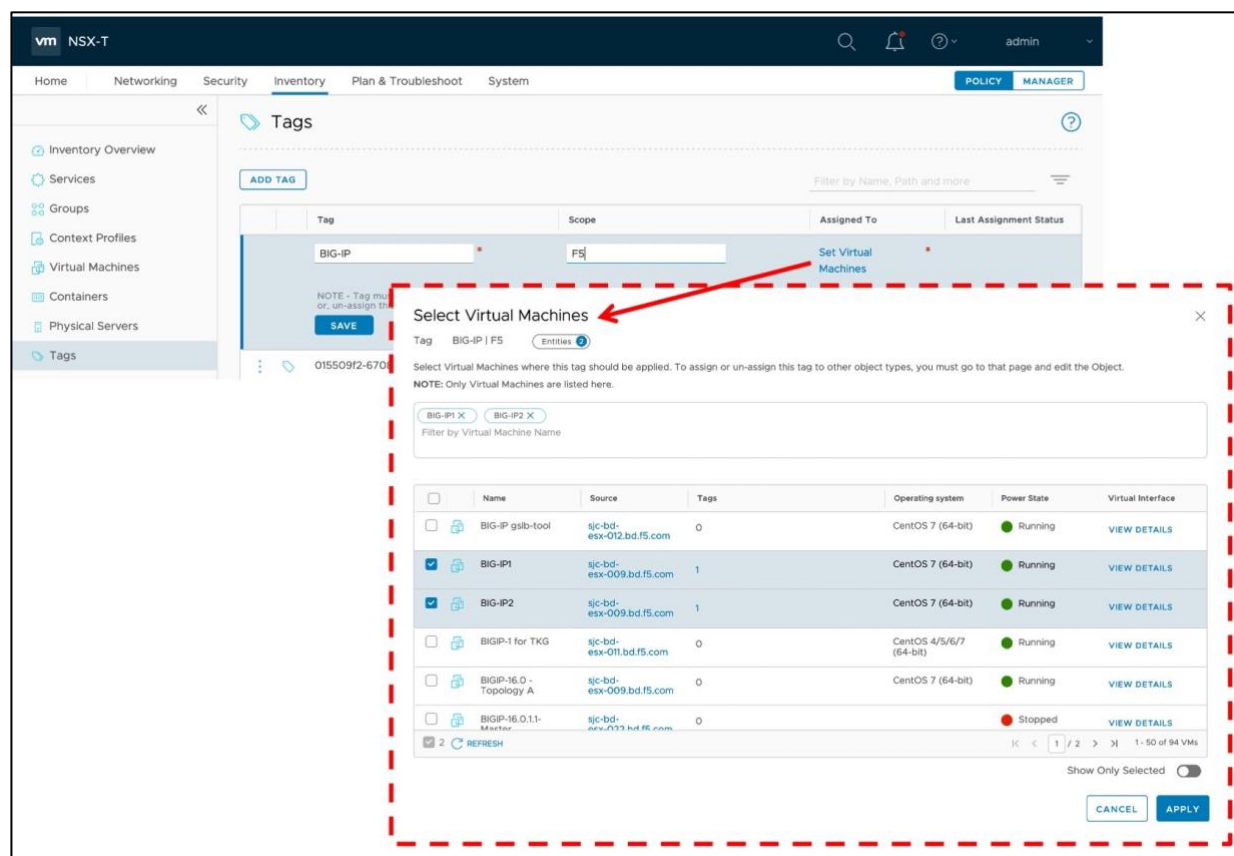 vm NSX-T
admin
Home Networking Security Inventory Plan & Troubleshoot System
POLICY MANAGER
Inventory Overview
Services
Groups
Context Profiles
Virtual Machines
Containers
Physical Servers
Tags
Tags
ADD TAG
Filter by Name, Path and more
Tag Scope Assigned To Last Assignment Status
BIG-IP * F5 Set Virtual *
Machines
NOTE - Tag
or, un-assign
SAVE
Select Virtual Machines
Tag BIG-IP | F5 Entities 2
Select Virtual Machines where this tag should be applied. To assign or un-assign this tag to other object types, you must go to that page and edit the Object.
NOTE: Only Virtual Machines are listed here.
BIG-IP1 X BIG-IP2 X
Filter by Virtual Machine Name
Name Source Tags Operating system Power State Virtual Interface
BIG-IP gslb-tool sjc-bd- 0 CentOS 7 (64-bit) Running VIEW DETAILS
esx-012.bd.f5.com
BIG-IP1 sjc-bd- 1 CentOS 7 (64-bit) Running VIEW DETAILS
esx-009.bd.f5.com
BIG-IP2 sjc-bd- 1 CentOS 7 (64-bit) Running VIEW DETAILS
esx-009.bd.f5.com
BIGIP-1 for TKG sjc-bd- 0 CentOS 4/5/6/7 Running VIEW DETAILS
esx-011.bd.f5.com (64-bit)
BIGIP-16.0 - sjc-bd- 0 CentOS 7 (64-bit) Running VIEW DETAILS
Topology A esx-009.bd.f5.com
BIGIP-16.0.1.1- sjc-bd- 0 Stopped VIEW DETAILS
Master esx-022.bd.f5.com
2 REFRESH 1 / 2 1 - 50 of 94 VMs
Show Only Selected
CANCEL APPLY